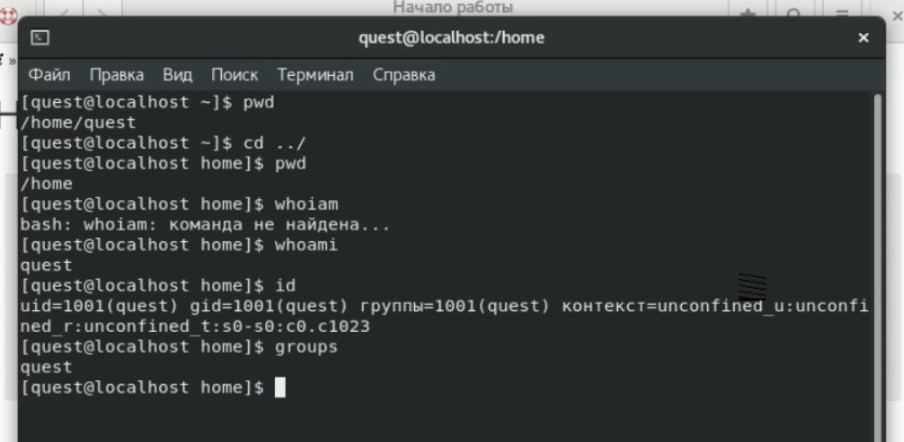 Начало работы
quest@localhost:/home
Файл Правка Вид Поиск Терминал Справка
[quest@localhost ~]$ pwd
/home/quest
[quest@localhost ~]$ cd ../
[quest@localhost home]$ pwd
/home
[quest@localhost home]$ whoiam
bash: whoiam: команда не найдена...
[quest@localhost home]$ whoami
quest
[quest@localhost home]$ id
uid=1001(quest) gid=1001(quest) группы=1001(quest) контекст=unconfined_u:unconfi
ned_r:unconfined_t:s0-s0:c0.c1023
[quest@localhost home]$ groups
quest
[quest@localhost home]$